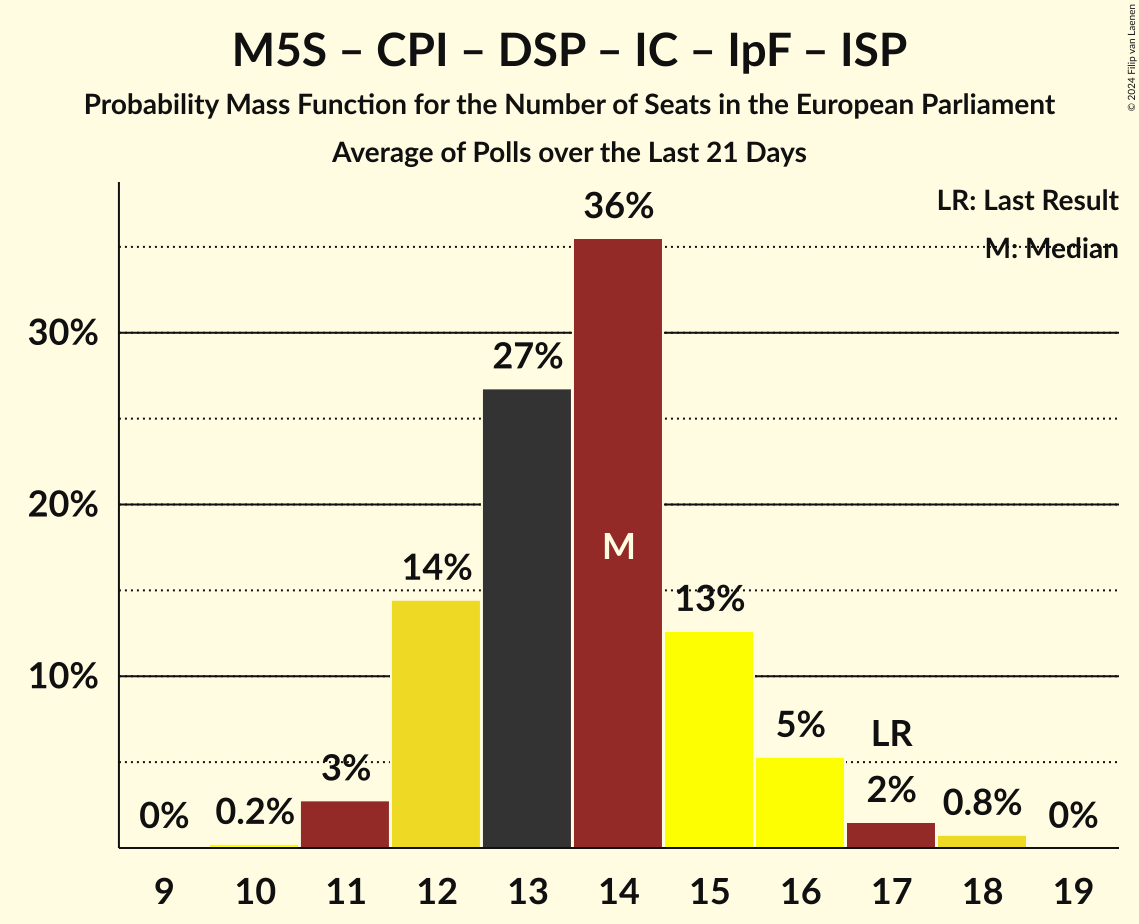 M5S – CPI – DSP – IC – IpF – ISP
Probability Mass Function for the Number of Seats in the European Parliament
Average of Polls over the Last 21 Days
© 2024 Filip van Laenen
LR: Last Result
M: Median
36%
30%
27%
20%
M
14%
13%
10%
5%
LR
3%
2%
0.8%
0.2%
0%
0%
9 10 11 12 13 14 15 16 17 18 19